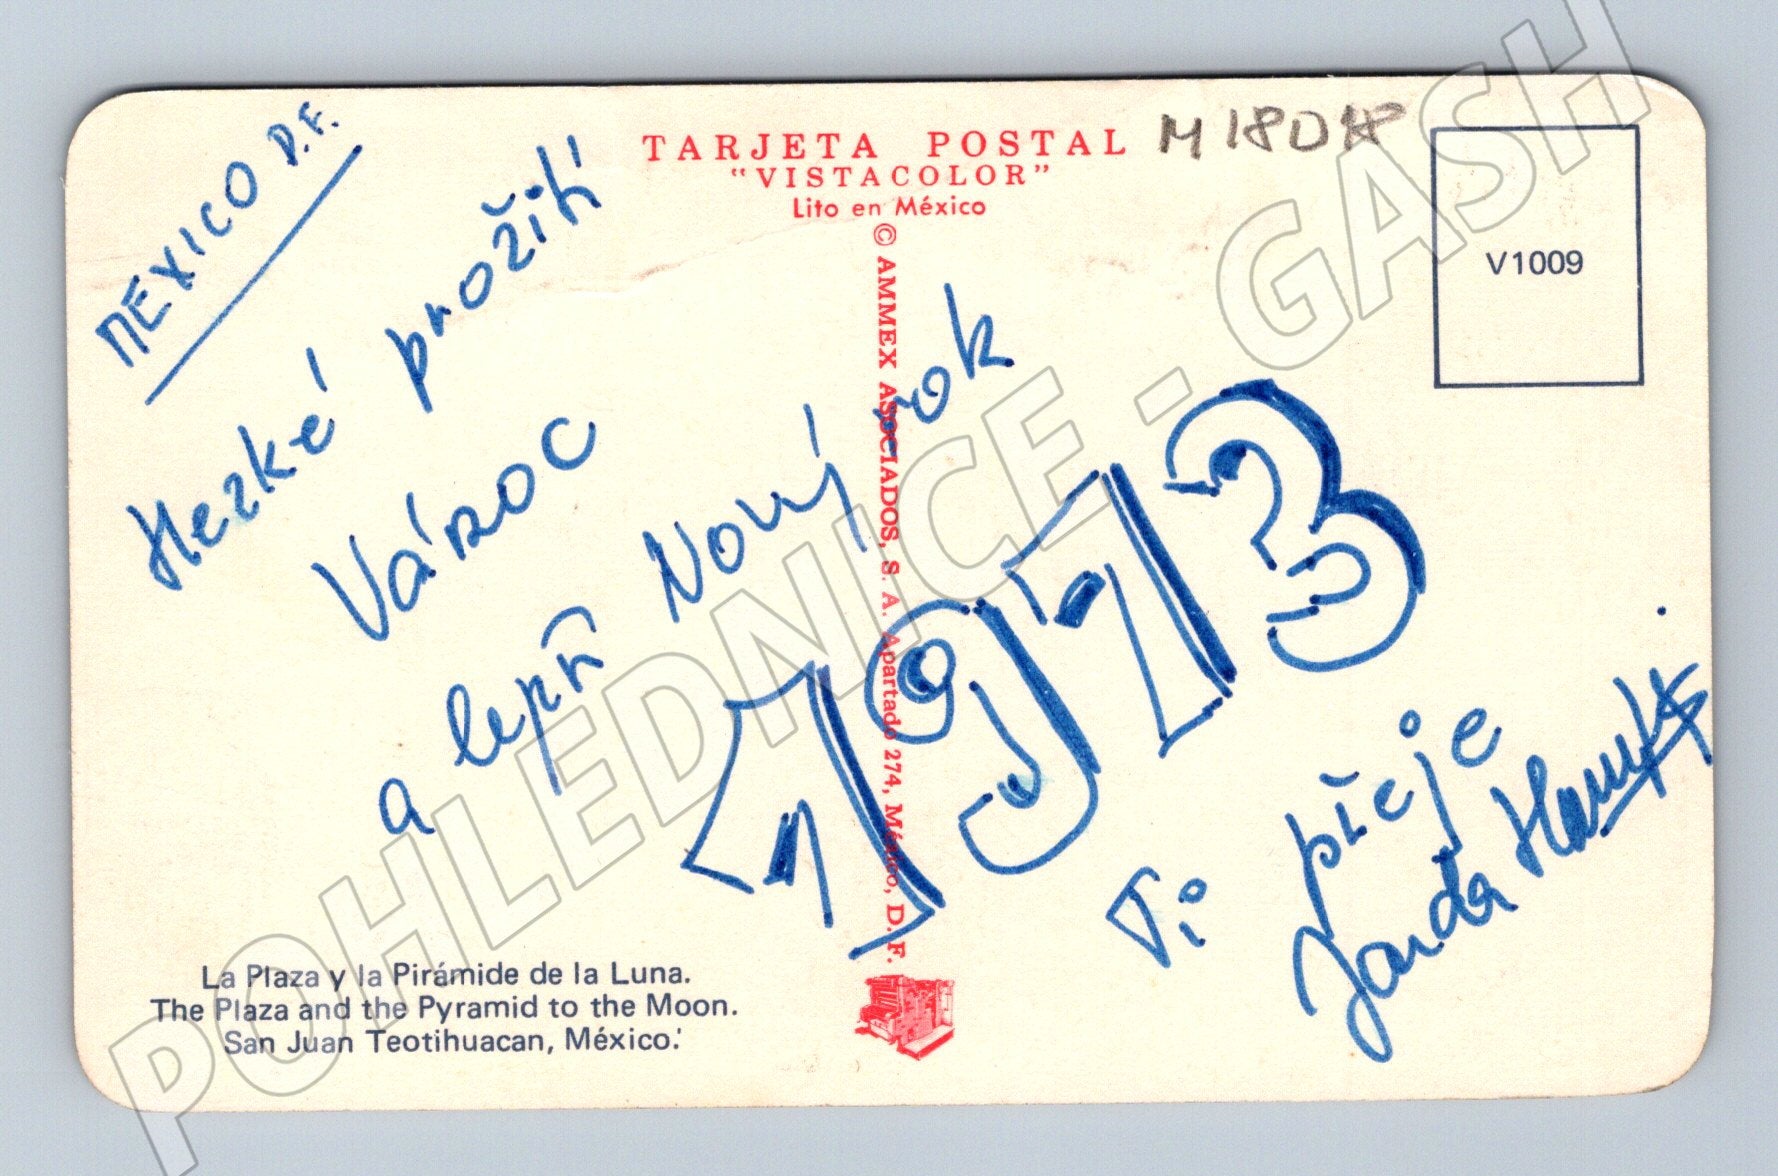 TARJETA POSTAL
"VISTACOLOR"
Lito en México
© AMMEX ASOCIADOS, S. A. Apartado 274, México, D. F.
V1009
MEXICO D.F.
Hezké prožití
VÁNOC
a lepší Nový rok
1973
Ti přeje
Jarda
La Plaza y la Pirámide de la Luna.
The Plaza and the Pyramid to the Moon.
San Juan Teotihuacan, México.
POHLEDNICE - GASH